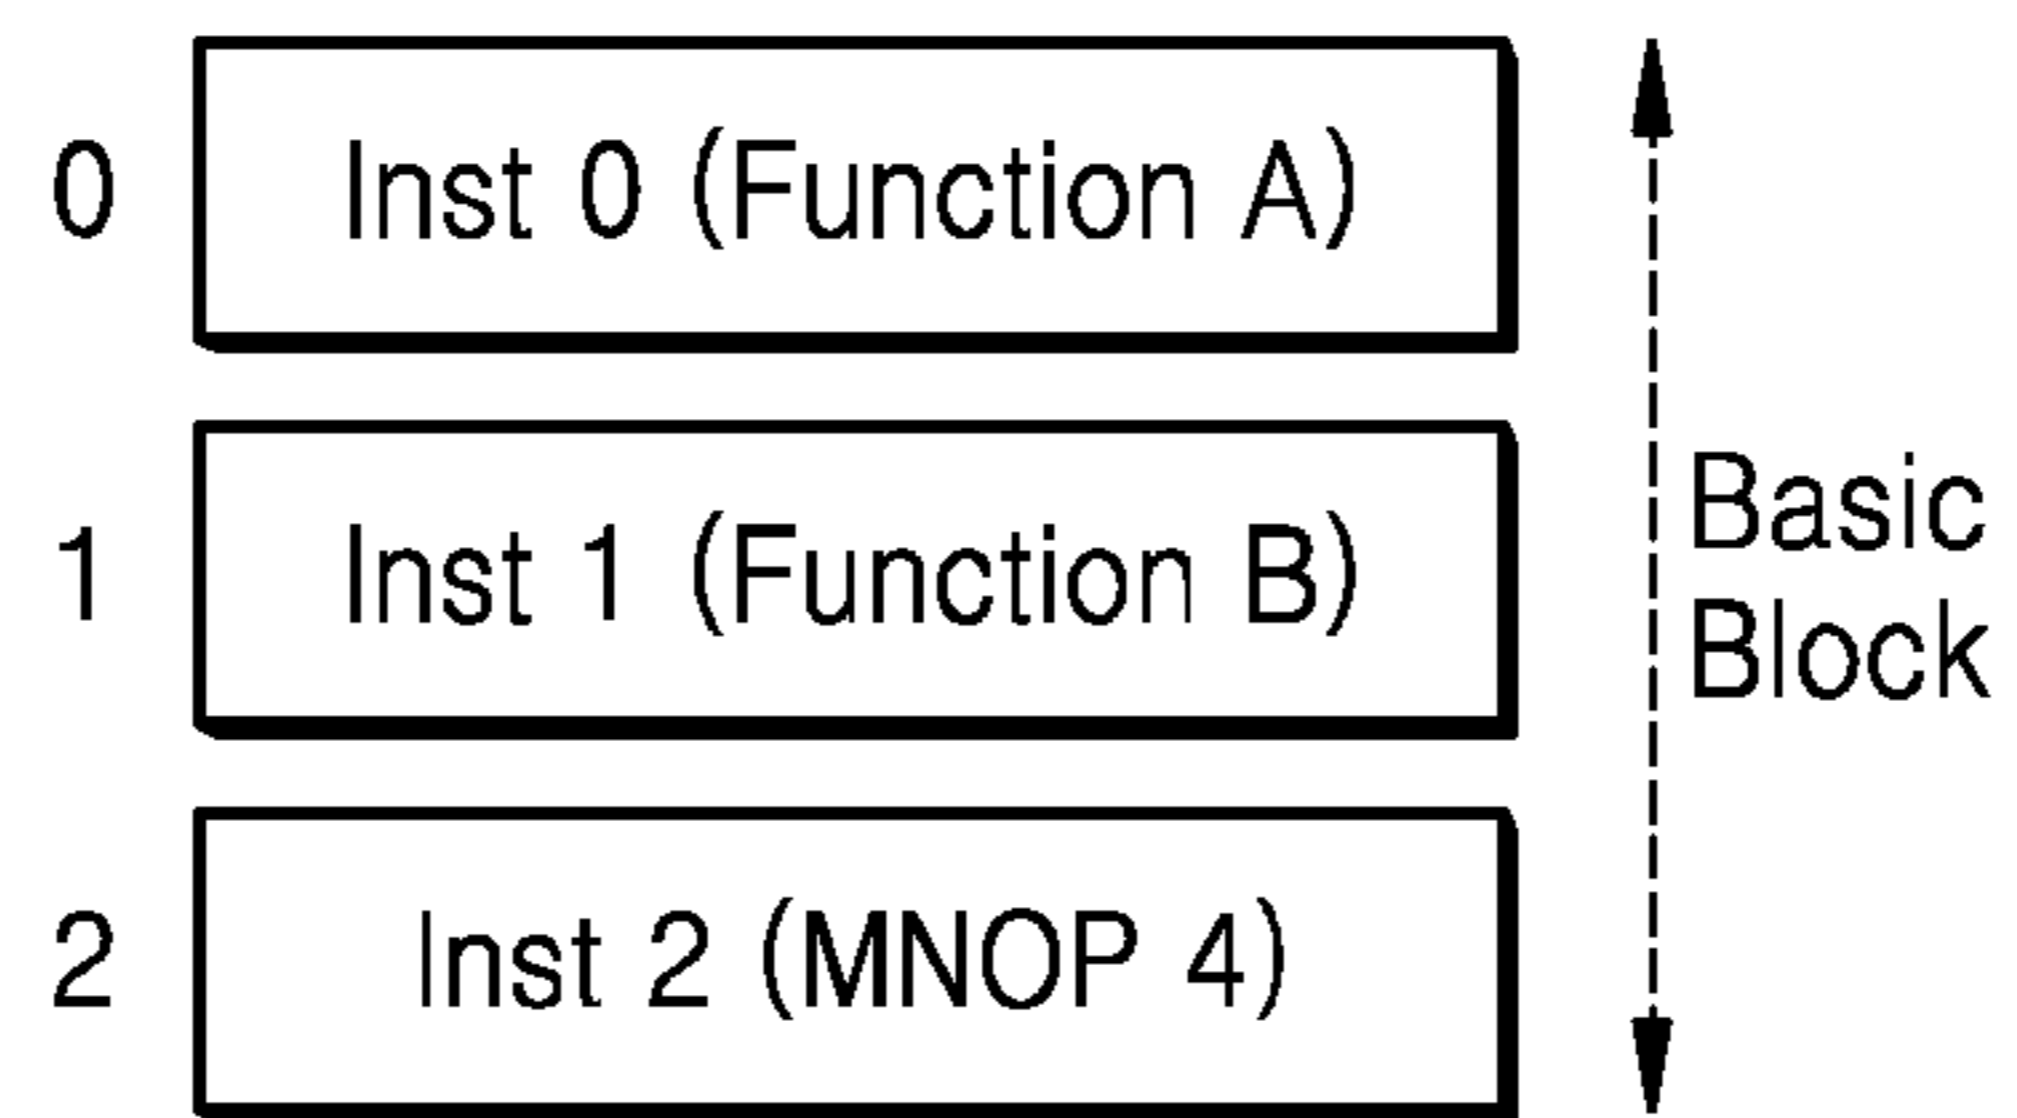 0 Inst 0 (Function A)
1 Inst 1 (Function B)
Basic
Block
2 Inst 2 (MNOP 4)